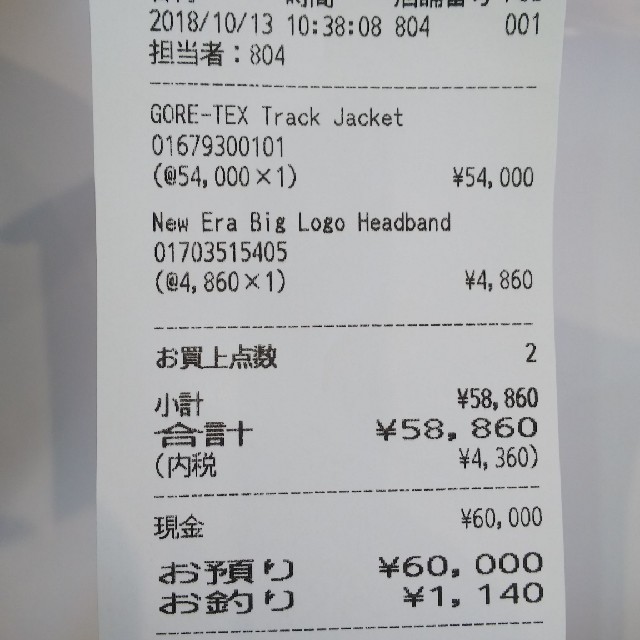 2018/10/13 10:38:08 804 001
担当者:804
GORE-TEX Track Jacket
01679300101
(@54,000×1) ¥54,000
New Era Big Logo Headband
01703515405
(@4,860×1) ¥4,860
お買上点数 2
小計 ¥58,860
合計 ¥58,860
(内税 ¥4,360)
現金 ¥60,000
お預り ¥60,000
お釣り ¥1,140